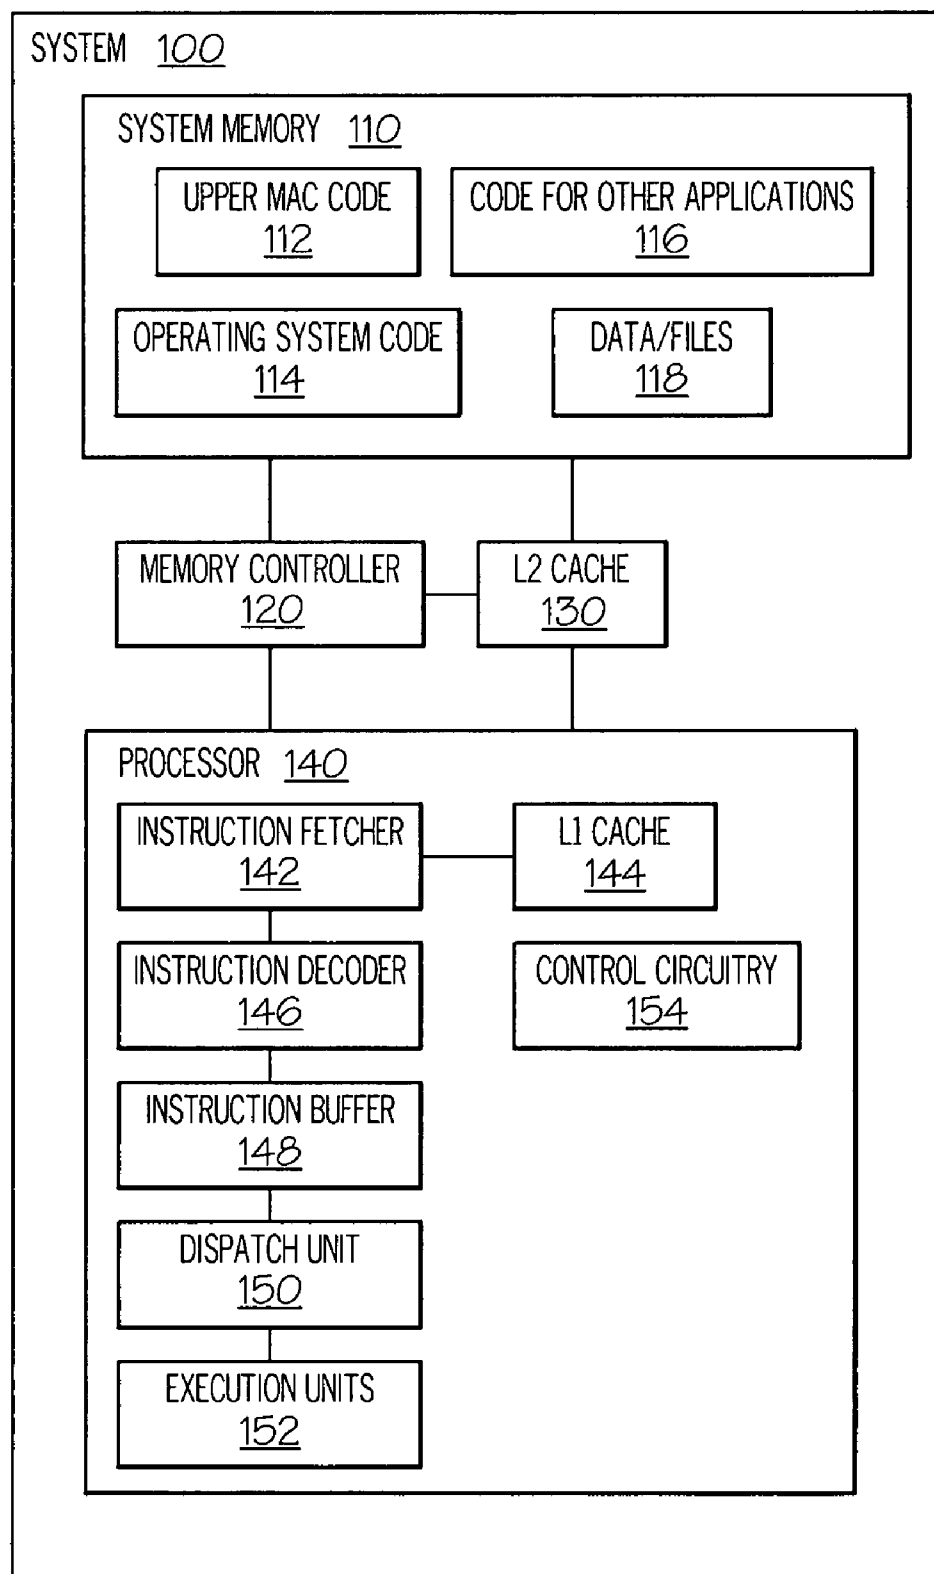 SYSTEM 100
SYSTEM MEMORY 110
UPPER MAC CODE
112
CODE FOR OTHER APPLICATIONS
116
OPERATING SYSTEM CODE
114
DATA/FILES
118
MEMORY CONTROLLER
120
L2 CACHE
130
PROCESSOR 140
INSTRUCTION FETCHER
142
L1 CACHE
144
INSTRUCTION DECODER
146
CONTROL CIRCUITRY
154
INSTRUCTION BUFFER
148
DISPATCH UNIT
150
EXECUTION UNITS
152